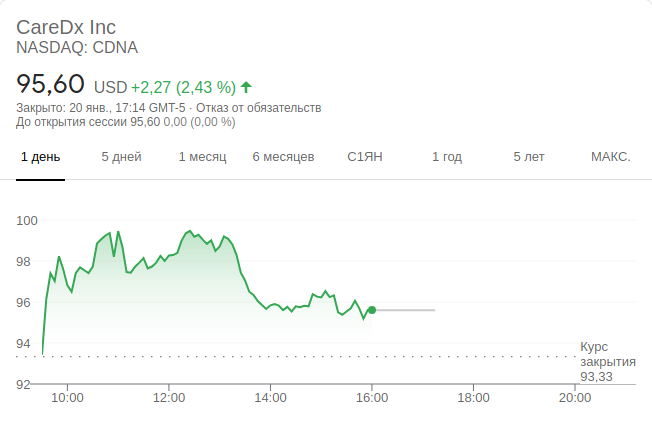 CareDx Inc
NASDAQ: CDNA
95,60 USD +2,27 (2,43 %)
Закрыто: 20 янв., 17:14 GMT-5 · Отказ от обязательств
До открытия сессии 95,60 0,00 (0,00 %)
1 день 5 дней 1 месяц 6 месяцев С1ЯН 1 год 5 лет МАКС.
100
98
96
94
Курс
закрытия
93,33
92
10:00 12:00 14:00 16:00 18:00 20:00